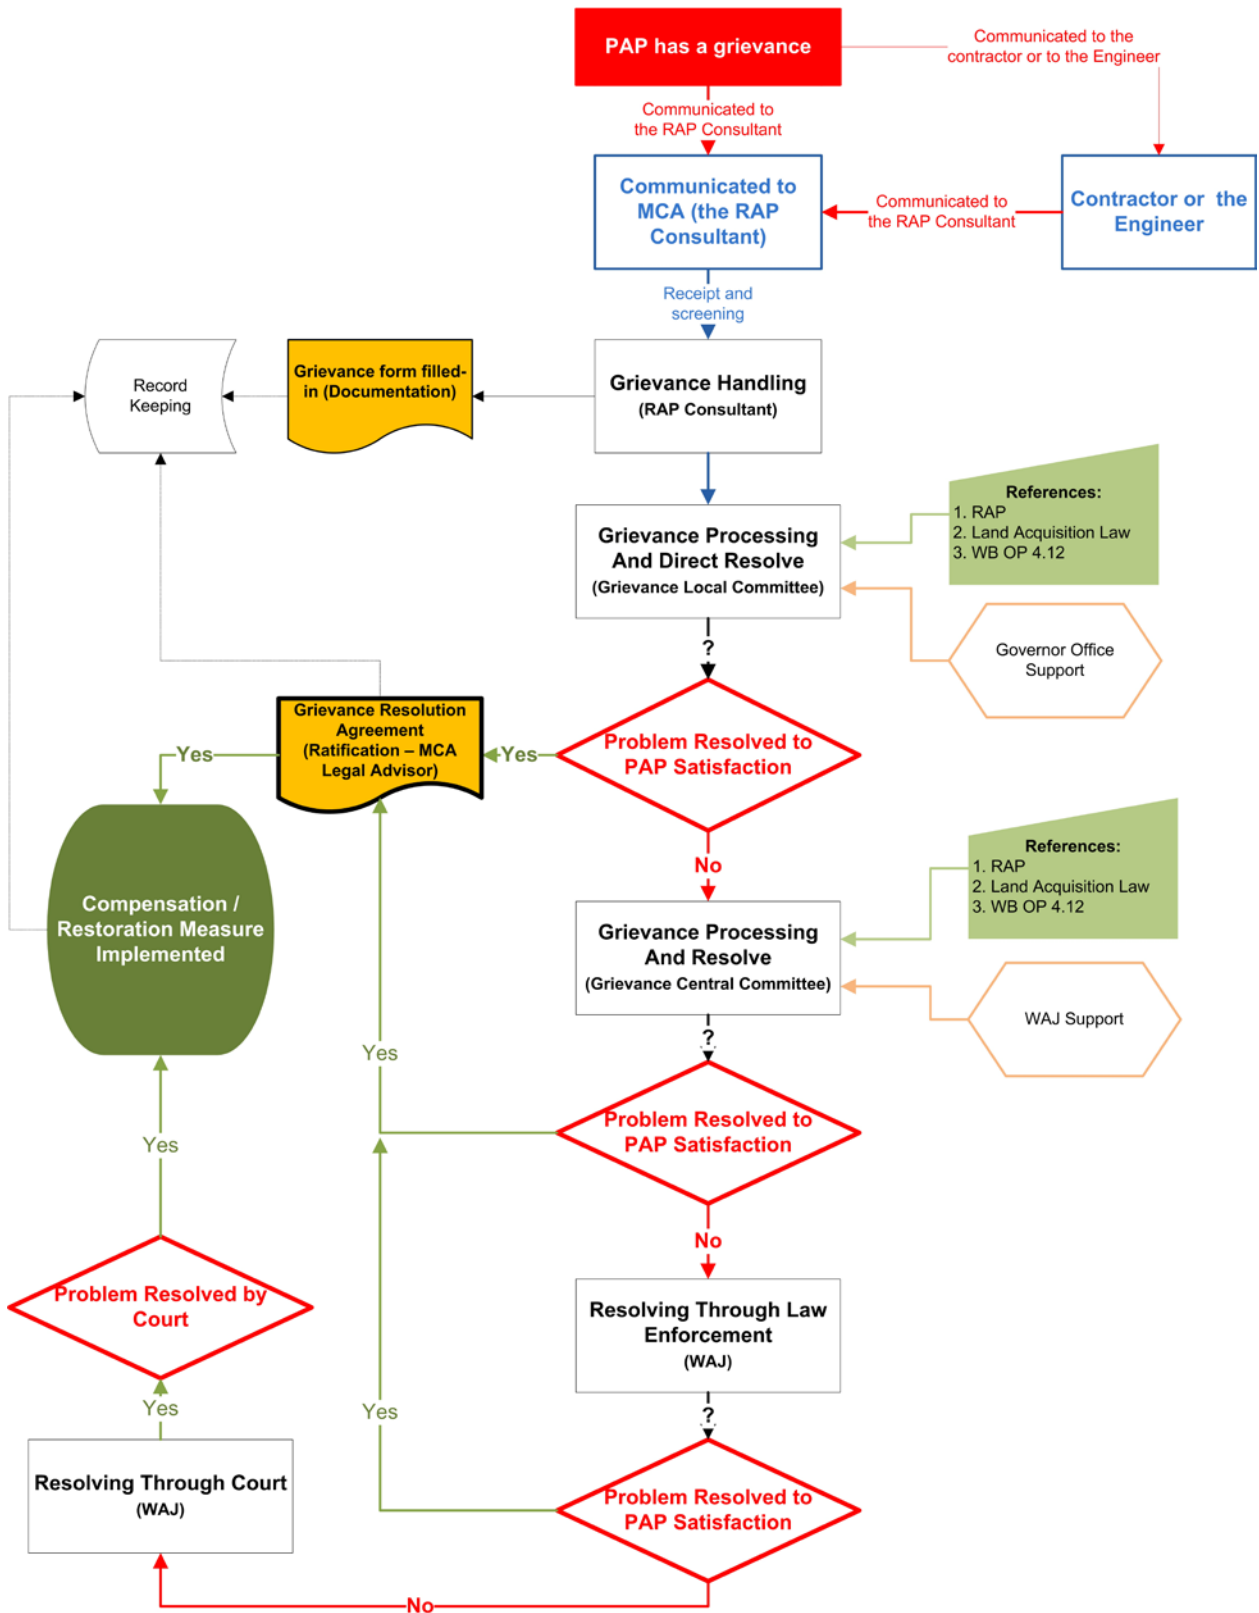 PAP has a grievance
Communicated to the
contractor or to the Engineer
Communicated to
the RAP Consultant
Communicated to
MCA (the RAP
Consultant)
Communicated to
the RAP Consultant
Contractor or  the
Engineer
Receipt and
screening
Record
Keeping
Grievance form filled-
in (Documentation)
Grievance Handling
(RAP Consultant)
References:
1. RAP
2. Land Acquisition Law
3. WB OP 4.12
Grievance Processing
And Direct Resolve
(Grievance Local Committee)
Governor Office
Support
?
Grievance Resolution
Agreement
(Ratification – MCA
Legal Advisor)
Yes
Yes
Problem Resolved to
PAP Satisfaction
No
References:
1. RAP
2. Land Acquisition Law
3. WB OP 4.12
Compensation /
Restoration Measure
Implemented
Grievance Processing
And Resolve
(Grievance Central Committee)
WAJ Support
?
Yes
Problem Resolved to
PAP Satisfaction
Yes
No
Problem Resolved by
Court
Resolving Through Law
Enforcement
(WAJ)
Yes
Yes
?
Resolving Through Court
(WAJ)
Problem Resolved to
PAP Satisfaction
No